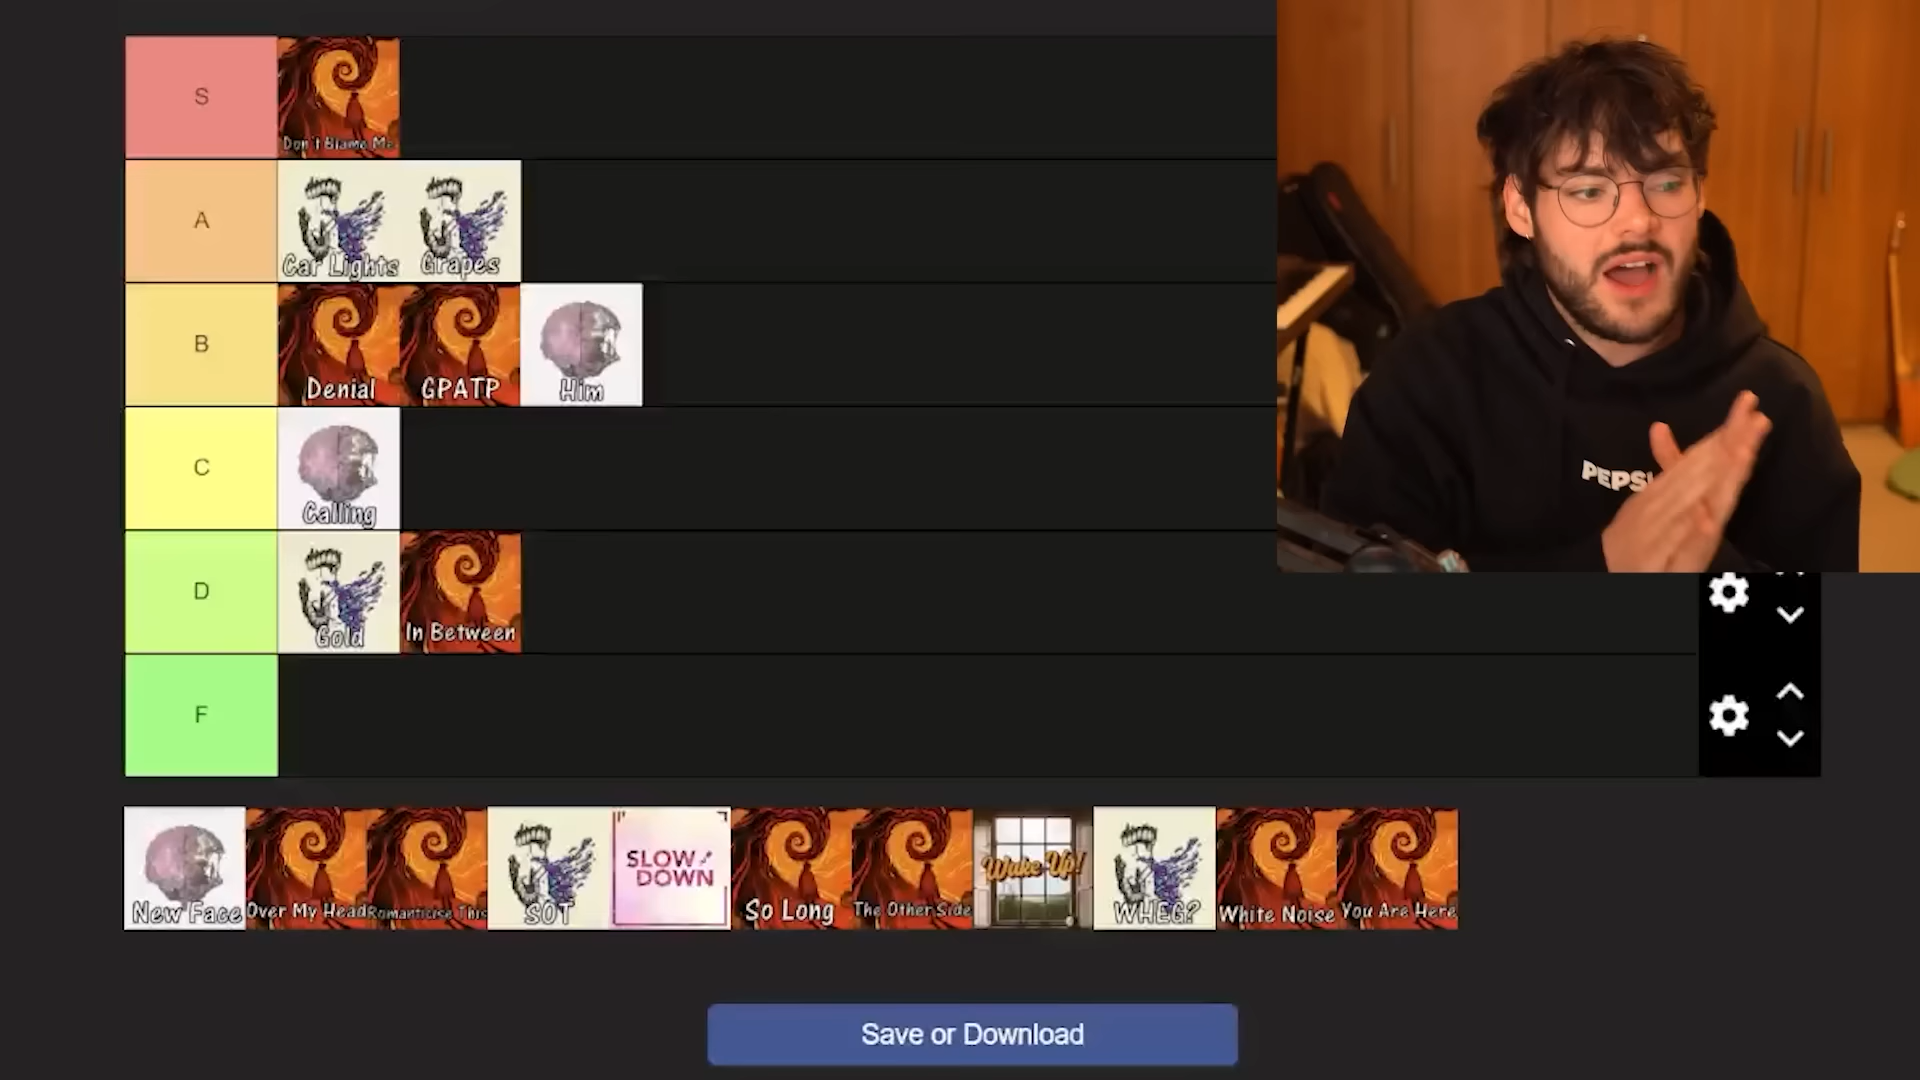 S
Don't Blame Me
A
Car Lights
Grapes
B
Denial
GPATP
Him
C
Calling
D
Gold
In Between
F
PEPSI
New Face
Over My Head
Romanticise This
SOT
SLOW
DOWN
So Long
The Other Side
Wake Up!
WHEG?
White Noise
You Are Here
Save or Download